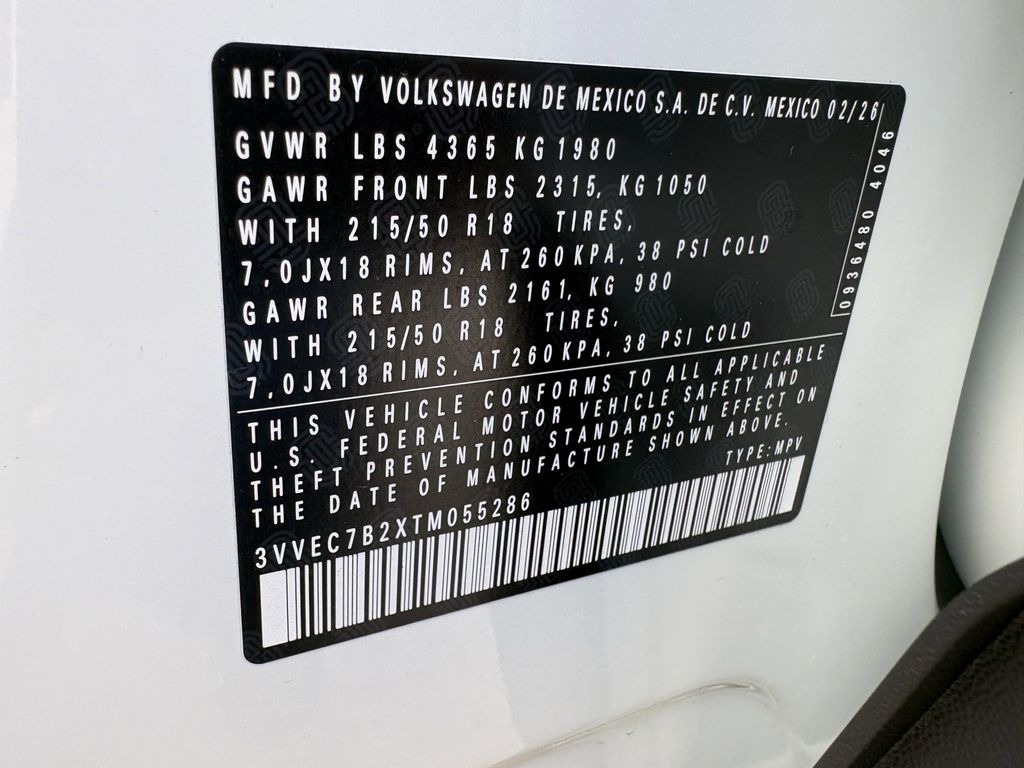 MFD BY VOLKSWAGEN DE MEXICO S.A. DE C.V. MEXICO 02/26
GVWR LBS 4365 KG 1980
GAWR FRONT LBS 2315, KG 1050
WITH 215/50 R18 TIRES,
7,0JX18 RIMS, AT 260 KPA, 38 PSI COLD
GAWR REAR LBS 2161, KG 980
WITH 215/50 R18 TIRES,
7,0JX18 RIMS, AT 260 KPA, 38 PSI COLD
0936480 4046
THIS VEHICLE CONFORMS TO ALL APPLICABLE
U.S. FEDERAL MOTOR VEHICLE SAFETY AND
THEFT PREVENTION STANDARDS IN EFFECT ON
THE DATE OF MANUFACTURE SHOWN ABOVE.
TYPE: MPV
3VVEC7B2XTM055286